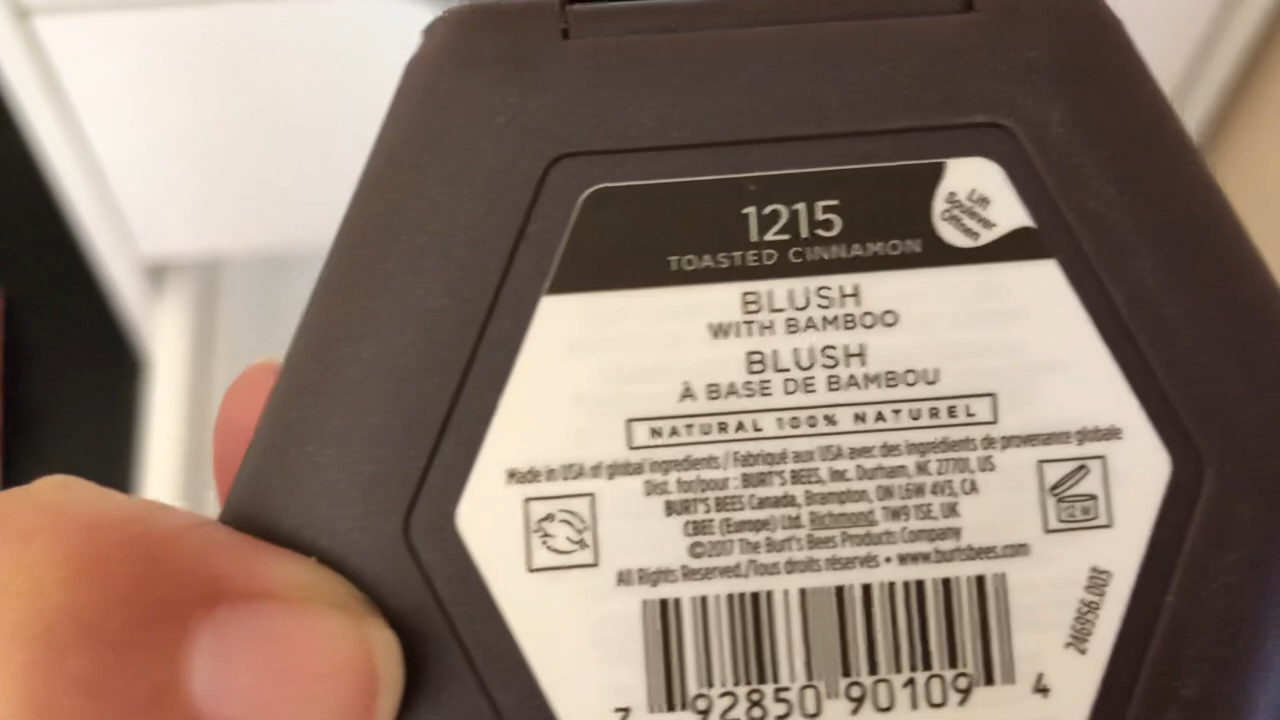 1215
TOASTED CINNAMON
Lift
Soulever
Öffnen
BLUSH
WITH BAMBOO
BLUSH
À BASE DE BAMBOU
NATURAL 100% NATUREL
Made in USA of global ingredients / Fabriqué aux USA avec des ingrédients de provenance globale
Dist. for/pour : BURT'S BEES, Inc. Durham, NC 27701, US
BURT'S BEES Canada, Brampton, ON L6W 4V3, CA
CBEE (Europe) Ltd. Richmond, TW9 1SE, UK
©2017 The Burt's Bees Products Company
All Rights Reserved./Tous droits réservés • www.burtsbees.com
12 M
246956.003
7 92850 90109 4